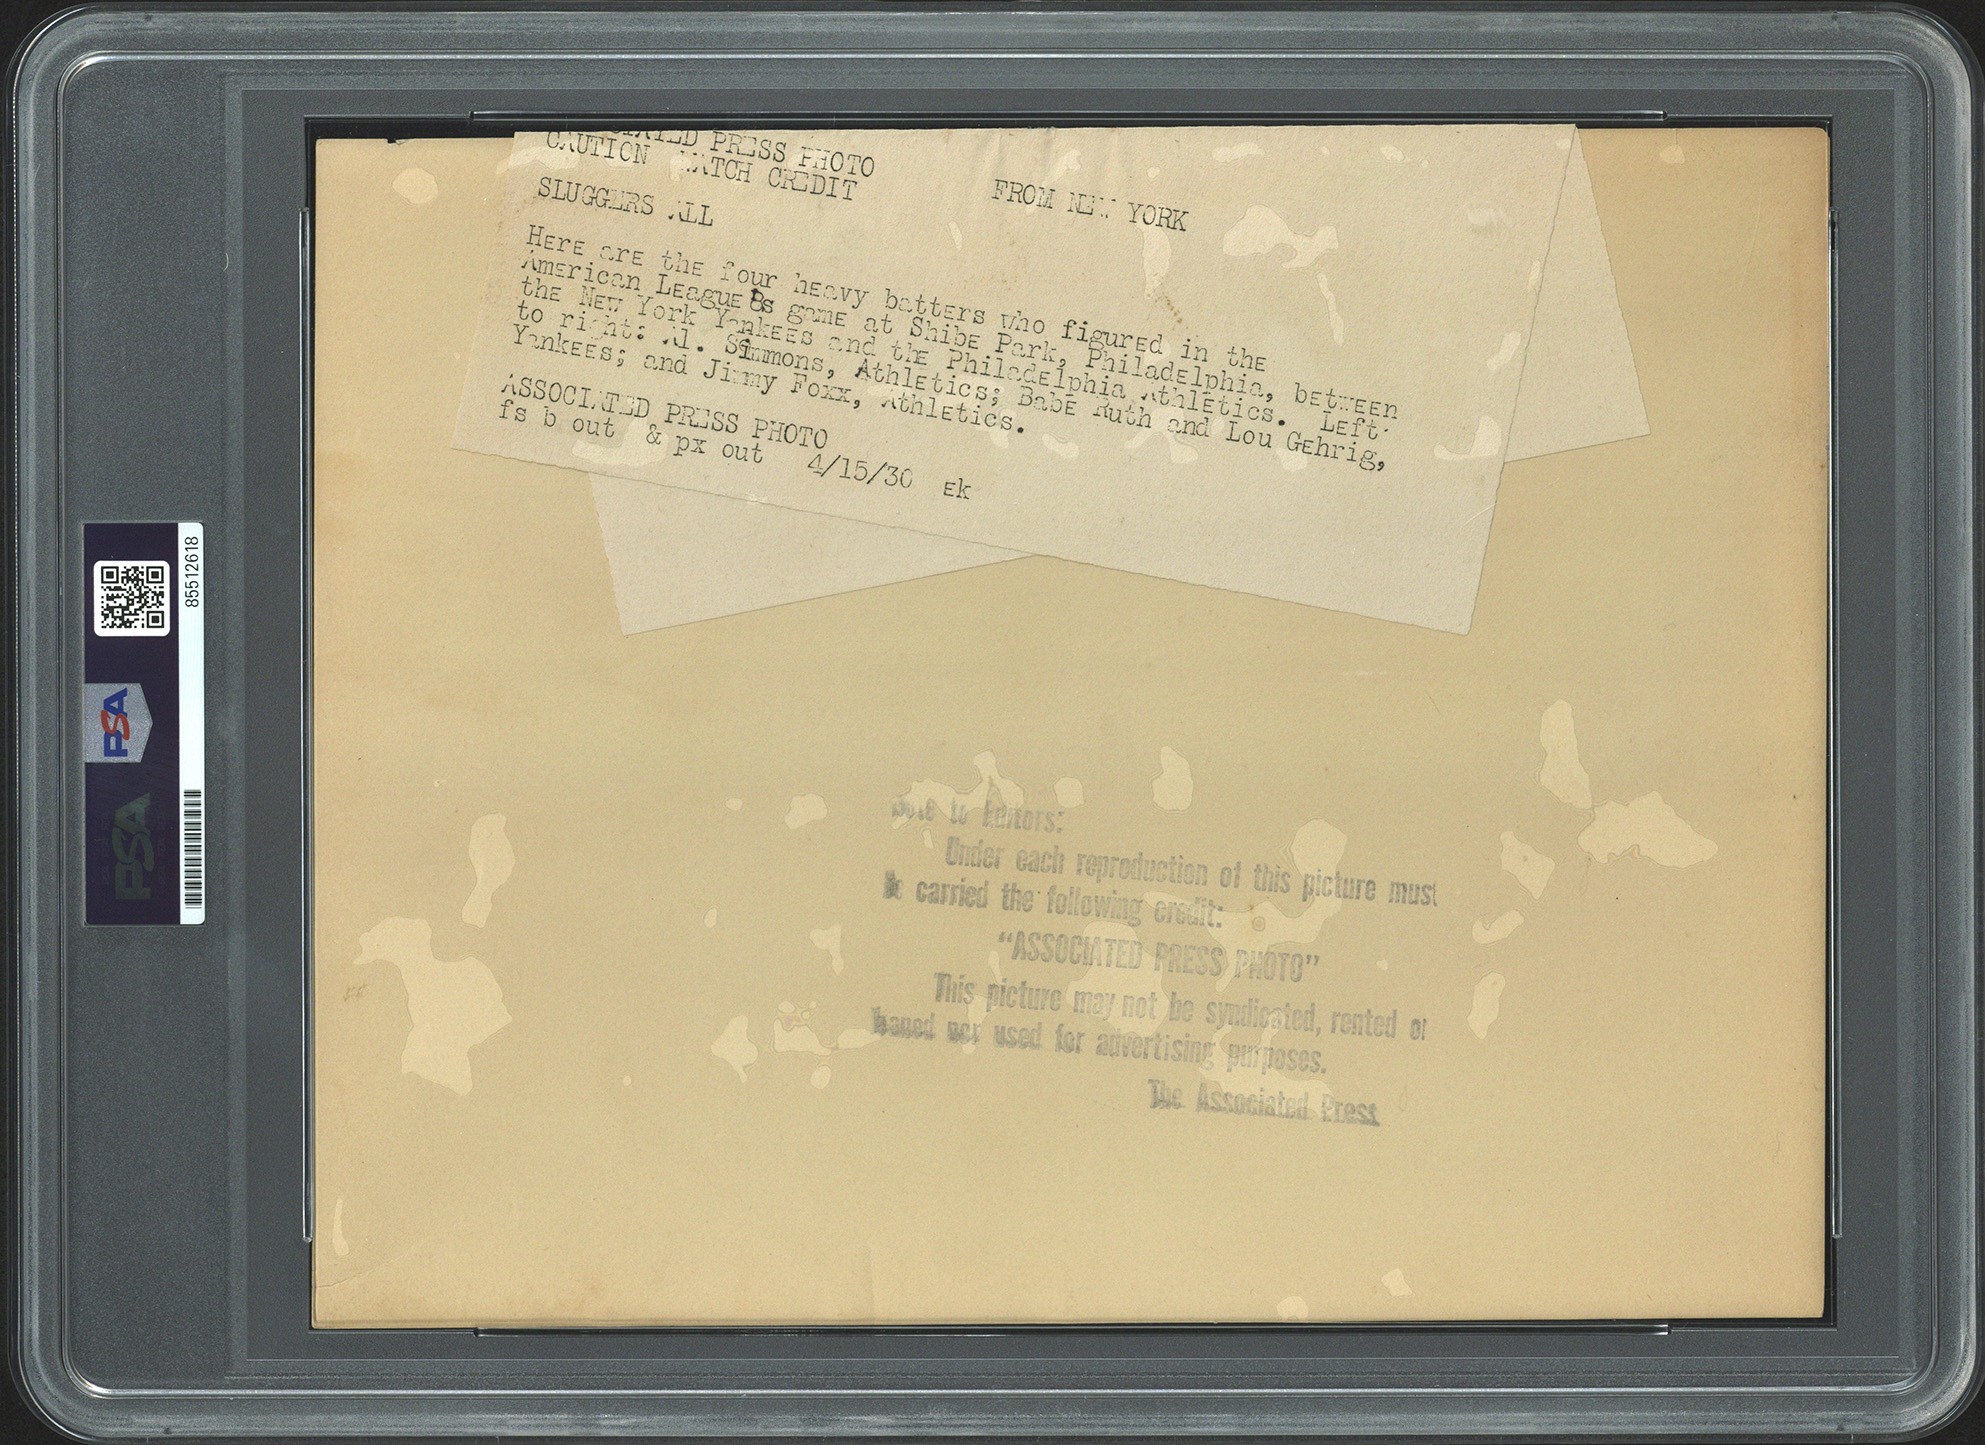 CIATED PRESS PHOTO
CAUTION WATCH CREDIT
FROM NEW YORK
SLUGGERS ALL
HERE are the four heavy batters who figured in the
American League 8s game at Shibe Park, Philadelphia, between
the New York Yankees and the Philadelphia Athletics. Left
to right: Al. Simmons, Athletics; Babe Ruth and Lou Gehrig,
Yankees; and Jimmy Foxx, Athletics.
ASSOCIATED PRESS PHOTO
fs b out & px out 4/15/30 Ek
85512618
PSA
PSA
Note to Editors:
Under each reproduction of this picture must
be carried the following credit:
"ASSOCIATED PRESS PHOTO"
This picture may not be syndicated, rented or
loaned nor used for advertising purposes.
The Associated Press